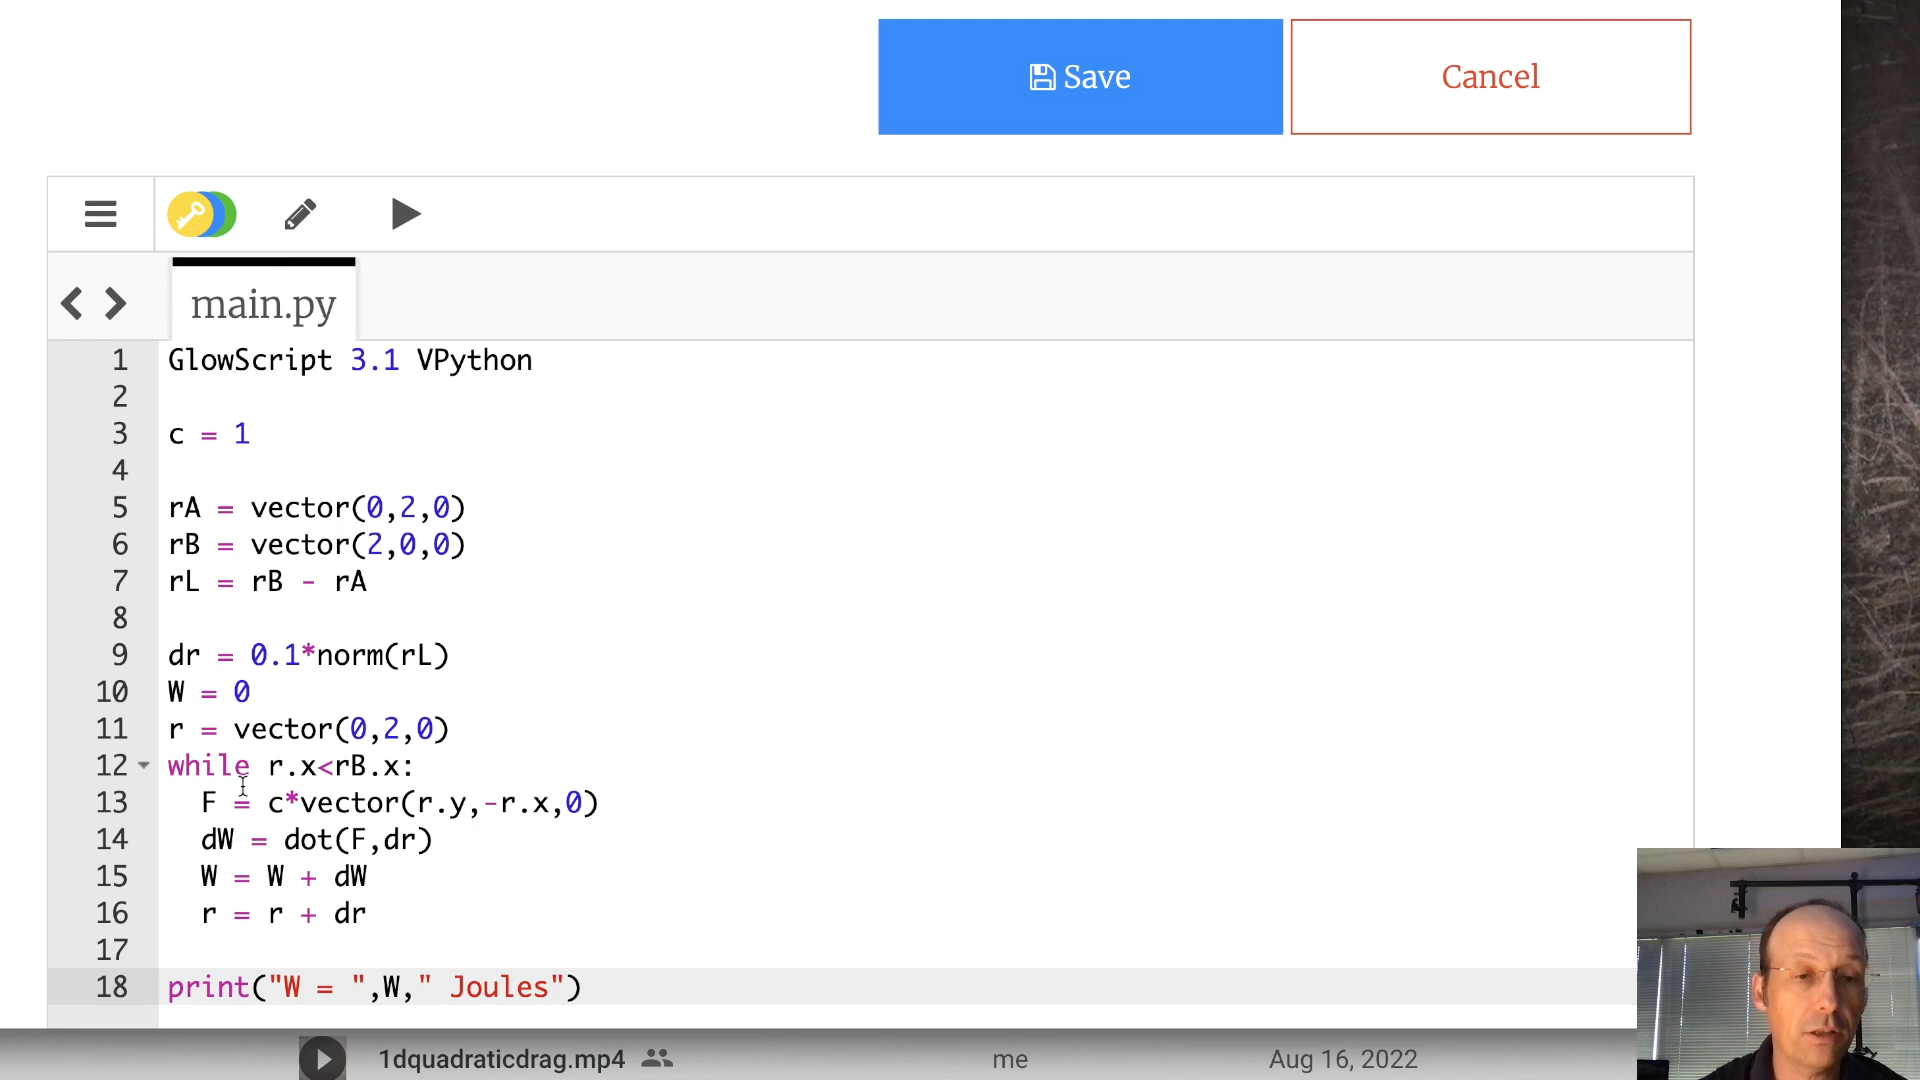 Save
Cancel
main.py
1 GlowScript 3.1 VPython
2
3 c = 1
4
5 rA = vector(0,2,0)
6 rB = vector(2,0,0)
7 rL = rB - rA
8
9 dr = 0.1*norm(rL)
10 W = 0
11 r = vector(0,2,0)
12 while r.x<rB.x:
13   F = c*vector(r.y,-r.x,0)
14   dW = dot(F,dr)
15   W = W + dW
16   r = r + dr
17
18 print("W = ",W," Joules")
1dquadraticdrag.mp4 me Aug 16, 2022